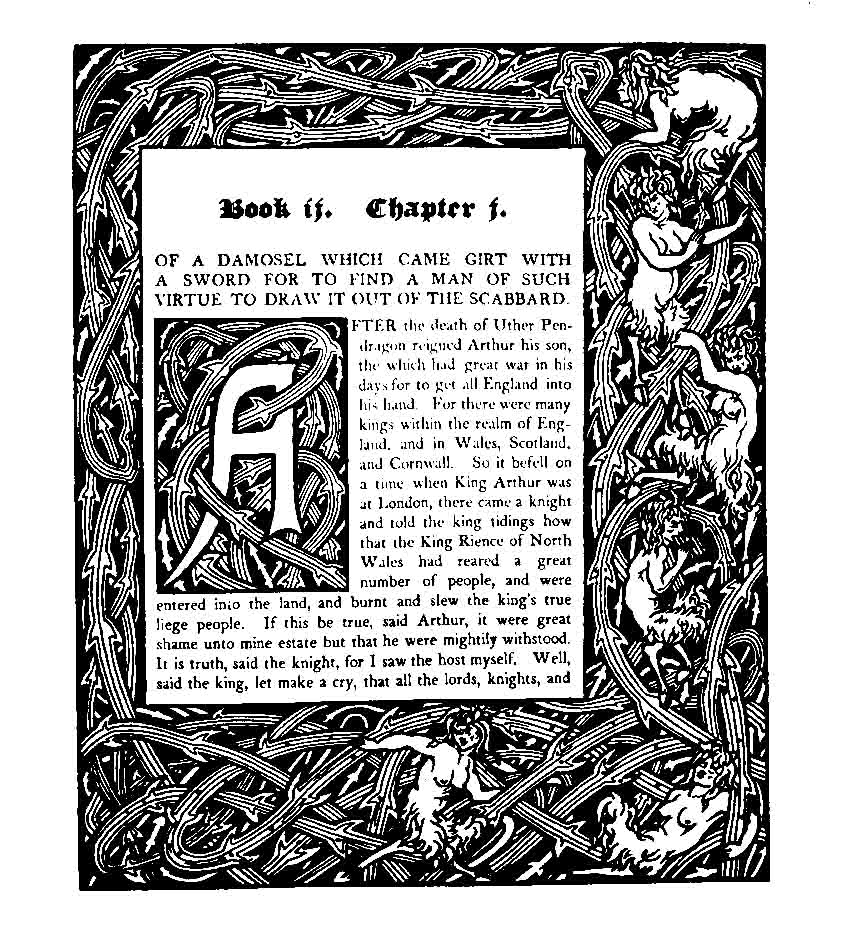 Book ij. Chapter j.
OF A DAMOSEL WHICH CAME GIRT WITH
A SWORD FOR TO FIND A MAN OF SUCH
VIRTUE TO DRAW IT OUT OF THE SCABBARD.
AFTER the death of Uther Pen-
dragon reigned Arthur his son,
the which had great war in his
days for to get all England into
his hand. For there were many
kings within the realm of Eng-
land, and in Wales, Scotland,
and Cornwall. So it befell on
a time when King Arthur was
at London, there came a knight
and told the king tidings how
that the King Rience of North
Wales had reared a great
number of people, and were
entered into the land, and burnt and slew the king's true
liege people. If this be true, said Arthur, it were great
shame unto mine estate but that he were mightily withstood.
It is truth, said the knight, for I saw the host myself. Well,
said the king, let make a cry, that all the lords, knights, and